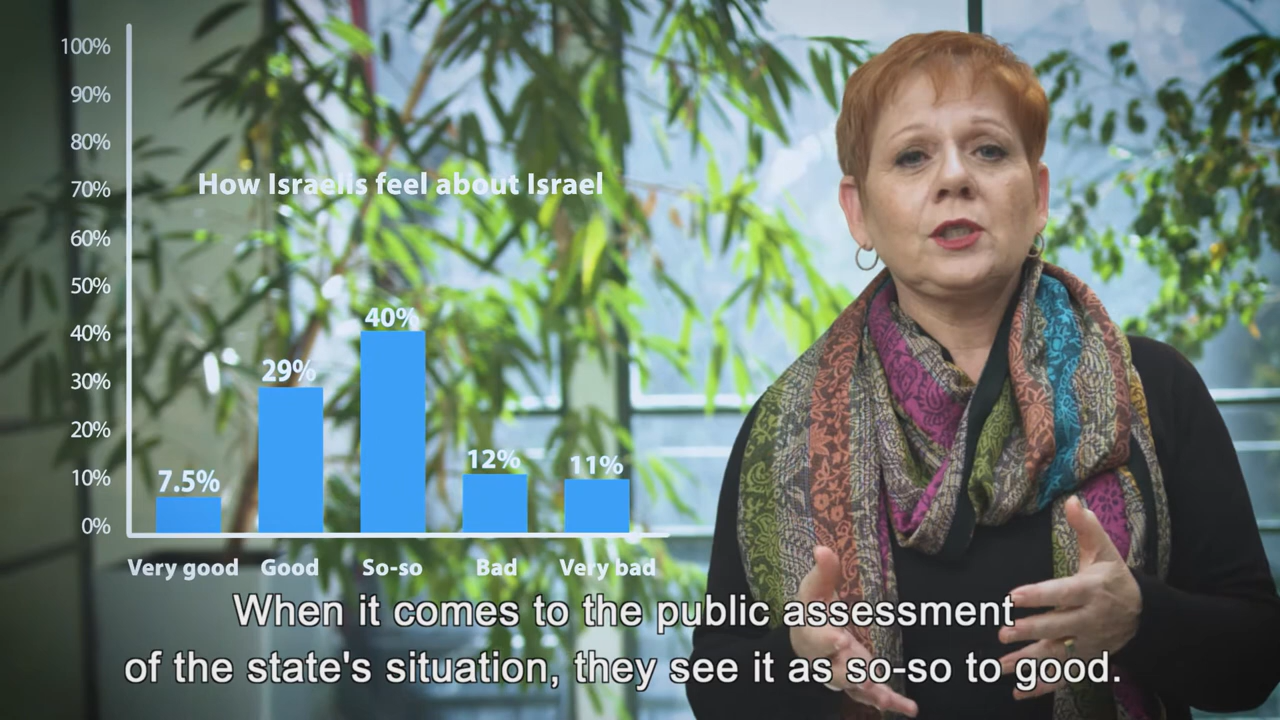 100%
90%
80%
70%
60%
50%
40%
30%
20%
10%
0%
How Israelis feel about Israel
7.5%
29%
40%
12%
11%
Very good
Good
So-so
Bad
Very bad
When it comes to the public assessment
of the state's situation, they see it as so-so to good.